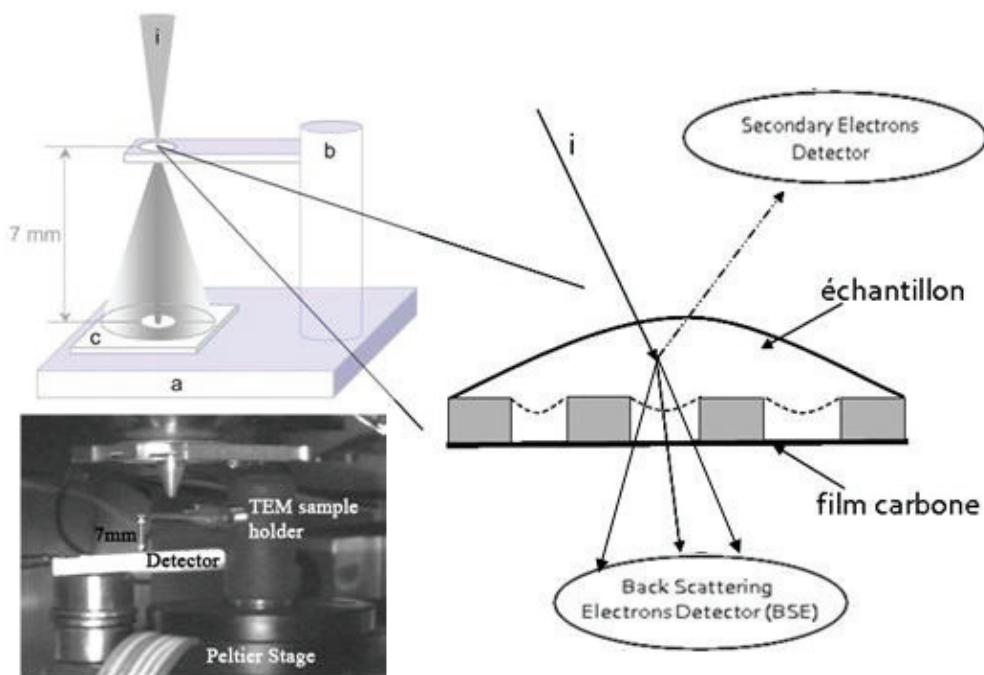 i
b
7 mm
c
a
i
Secondary Electrons
Detector
échantillon
film carbone
Back Scattering
Electrons Detector (BSE)
TEM sample
holder
7mm
Detector
Peltier Stage